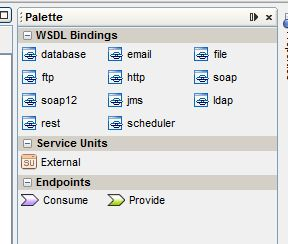 Palette
WSDL Bindings
database email file
ftp http soap
soap12 jms ldap
rest scheduler
Service Units
SU External
Endpoints
Consume Provide